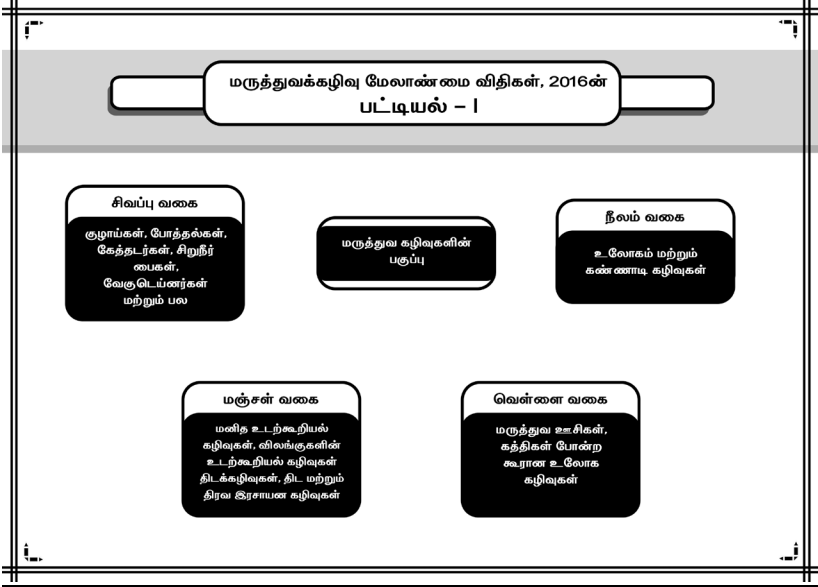 மருத்துவக்கழிவு மேலாண்மை விதிகள், 2016ன்
பட்டியல் – I
சிவப்பு வகை
குழாய்கள், போத்தல்கள்,
கேத்தடர்கள், சிறுநீர்
பைகள்,
வேகுடெய்னர்கள்
மற்றும் பல
மருத்துவ கழிவுகளின்
பகுப்பு
நீலம் வகை
உலோகம் மற்றும்
கண்ணாடி கழிவுகள்
மஞ்சள் வகை
மனித உடற்கூறியல்
கழிவுகள், விலங்குகளின்
உடற்கூறியல் கழிவுகள்
திடக்கழிவுகள், திட மற்றும்
திரவ இரசாயன கழிவுகள்
வெள்ளை வகை
மருத்துவ ஊசிகள்,
கத்திகள் போன்ற
கூரான உலோக
கழிவுகள்